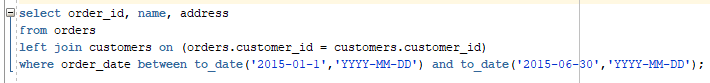 select order_id, name, address
from orders
left join customers on (orders.customer_id = customers.customer_id)
where order_date between to_date('2015-01-1','YYYY-MM-DD') and to_date('2015-06-30','YYYY-MM-DD');